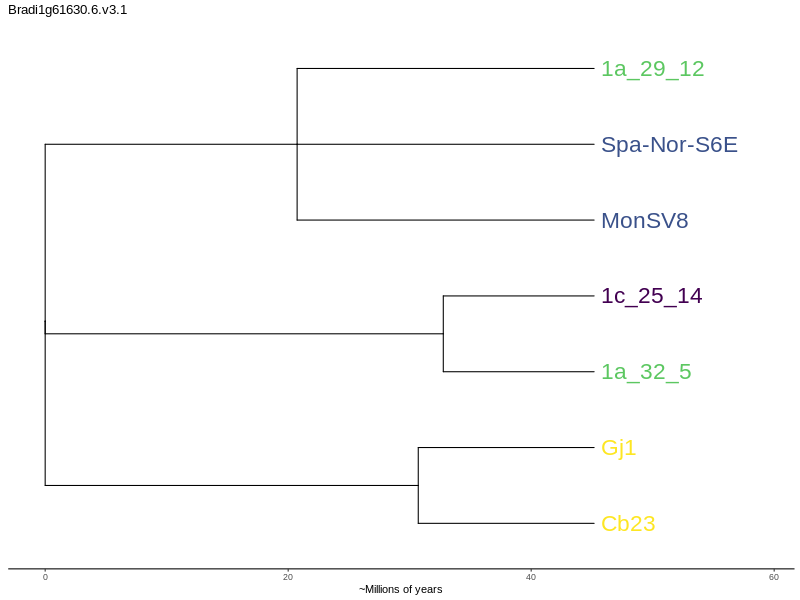 Bradi1g61630.6.v3.1
1a_29_12
Spa-Nor-S6E
MonSV8
1c_25_14
1a_32_5
Gj1
Cb23
0 20 40 60
~Millions of years